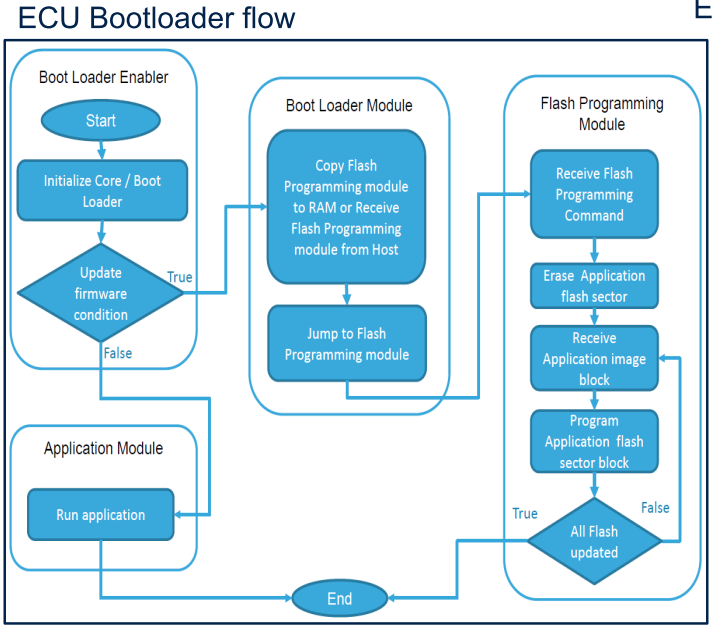 ECU Bootloader flow
E
Boot Loader Enabler
Start
Initialize Core / Boot
Loader
Update
firmware
condition
True
False
Application Module
Run application
Boot Loader Module
Copy Flash
Programming module
to RAM or Receive
Flash Programming
module from Host
Jump to Flash
Programming module
Flash Programming
Module
Receive Flash
Programming
Command
Erase Application
flash sector
Receive
Application image
block
Program
Application flash
sector block
True
False
All Flash
updated
End